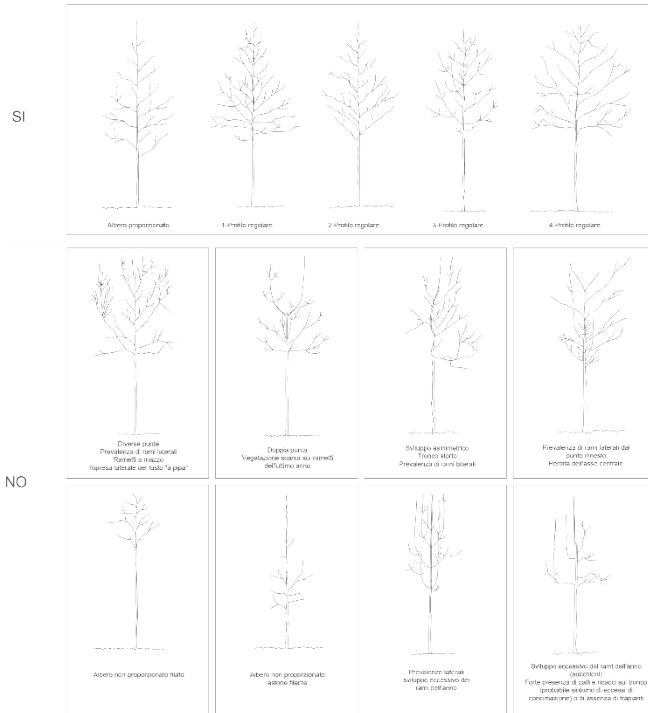 SI
Albero proporzionato
1-Profilo regolare
2-Profilo regolare
3-Profilo regolare
4-Profilo regolare
Diverse punte
Prevalenza di rami laterali
Rametti a mazzo
Ripresa laterale del fusto "a pipa"
Doppia punta
Vegetazione scarsa sui rametti
dell'ultimo anno
Sviluppo asimmetrico
Tronco storto
Prevalenza di rami laterali
Prevalenza di rami laterali dal
punto innesto
Perdita dell'asse centrale
NO
Albero non proporzionato filato
Albero non proporzionato
astone filante
Prevalenze laterali
sviluppo eccessivo dei
rami dell'anno
Sviluppo eccessivo dei rami dell'anno
(succhioni)
Forte presenza di calli e ricacci sul tronco
(probabile sintomo di eccessi di
concimazione) o di assenza di trapianti